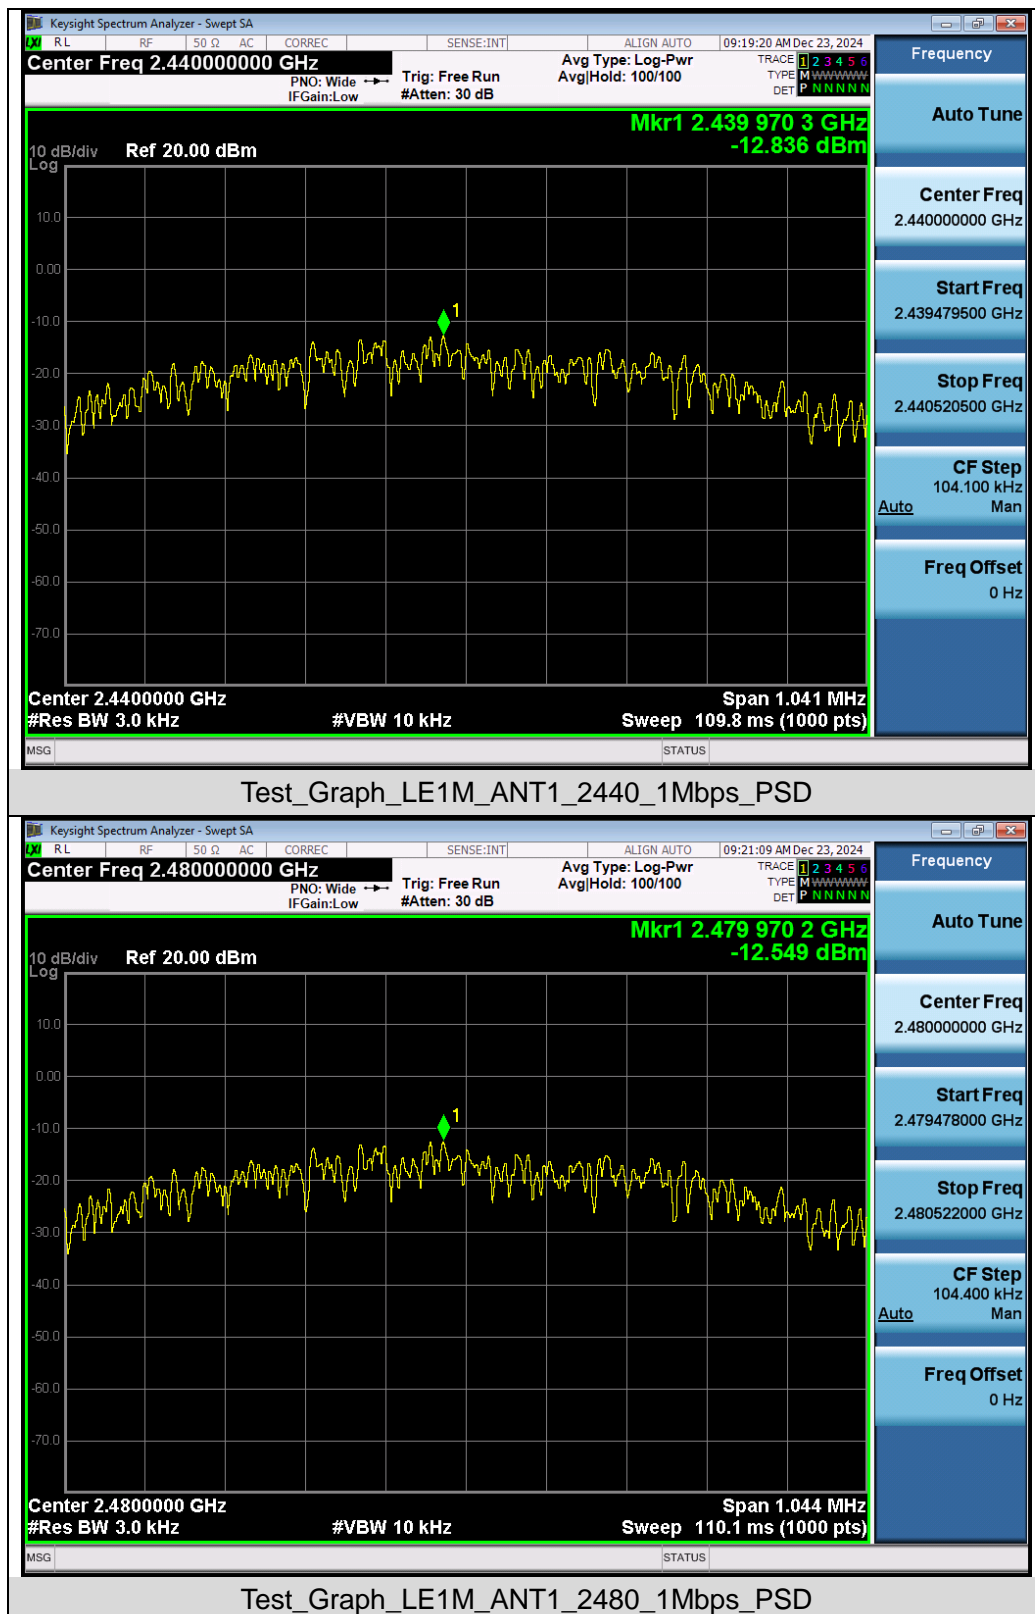 Keysight Spectrum Analyzer - Swept SA
LXI RL RF 50 Ω AC CORREC SENSE:INT ALIGN AUTO 09:19:20 AM Dec 23, 2024
Center Freq 2.440000000 GHz
PNO: Wide
IFGain:Low
Trig: Free Run
#Atten: 30 dB
Avg Type: Log-Pwr
Avg|Hold: 100/100
TRACE 1 2 3 4 5 6
TYPE M W W W W W
DET P N N N N N
Mkr1 2.439 970 3 GHz
-12.836 dBm
10 dB/div Ref 20.00 dBm
Log
10.0
0.00
-10.0
-20.0
-30.0
-40.0
-50.0
-60.0
-70.0
1
Center 2.4400000 GHz Span 1.041 MHz
#Res BW 3.0 kHz #VBW 10 kHz Sweep 109.8 ms (1000 pts)
MSG STATUS
Frequency
Auto Tune
Center Freq
2.440000000 GHz
Start Freq
2.439479500 GHz
Stop Freq
2.440520500 GHz
CF Step
104.100 kHz
Auto Man
Freq Offset
0 Hz
Test_Graph_LE1M_ANT1_2440_1Mbps_PSD
Keysight Spectrum Analyzer - Swept SA
LXI RL RF 50 Ω AC CORREC SENSE:INT ALIGN AUTO 09:21:09 AM Dec 23, 2024
Center Freq 2.480000000 GHz
PNO: Wide
IFGain:Low
Trig: Free Run
#Atten: 30 dB
Avg Type: Log-Pwr
Avg|Hold: 100/100
TRACE 1 2 3 4 5 6
TYPE M W W W W W
DET P N N N N N
Mkr1 2.479 970 2 GHz
-12.549 dBm
10 dB/div Ref 20.00 dBm
Log
10.0
0.00
-10.0
-20.0
-30.0
-40.0
-50.0
-60.0
-70.0
1
Center 2.4800000 GHz Span 1.044 MHz
#Res BW 3.0 kHz #VBW 10 kHz Sweep 110.1 ms (1000 pts)
MSG STATUS
Frequency
Auto Tune
Center Freq
2.480000000 GHz
Start Freq
2.479478000 GHz
Stop Freq
2.480522000 GHz
CF Step
104.400 kHz
Auto Man
Freq Offset
0 Hz
Test_Graph_LE1M_ANT1_2480_1Mbps_PSD